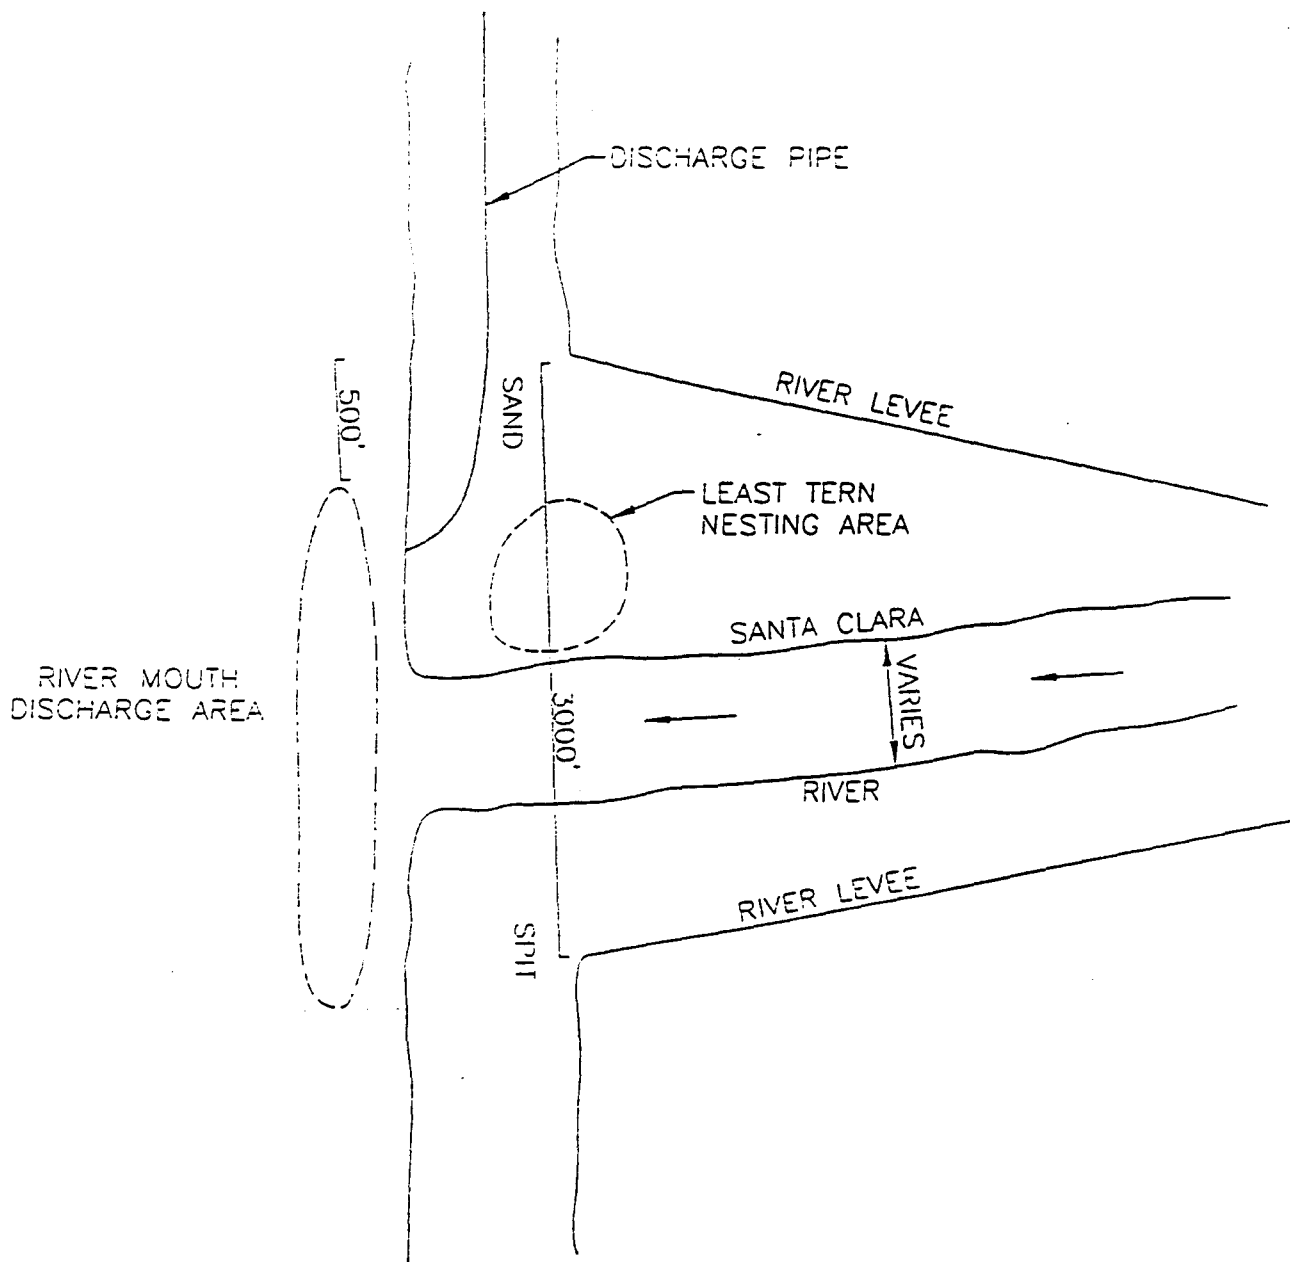 DISCHARGE PIPE
RIVER LEVEE
SAND
500'
LEAST TERN
NESTING AREA
SANTA CLARA
VARIES
RIVER MOUTH
DISCHARGE AREA
3000'
RIVER
RIVER LEVEE
SPIT